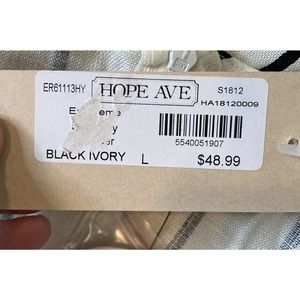 ER61113HY HOPE AVE S1812
HA18120009
5540051907
BLACK IVORY L $48.99